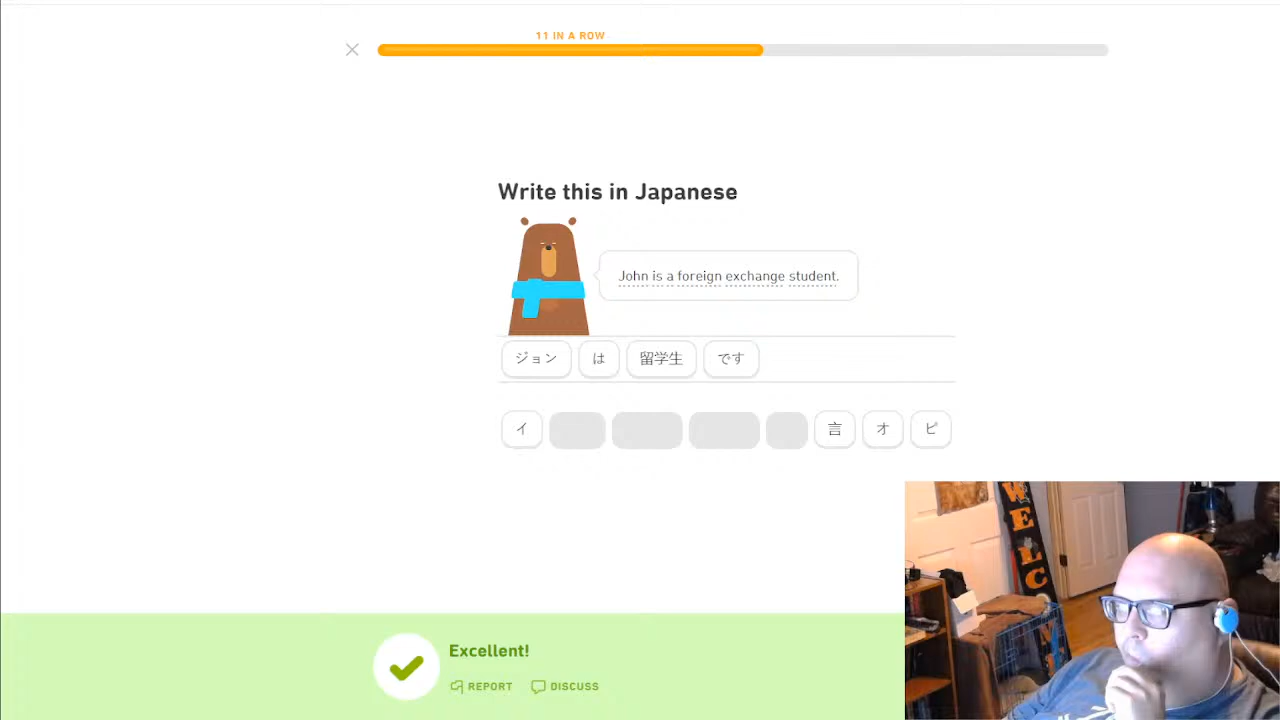 11 IN A ROW
Write this in Japanese
John is a foreign exchange student.
ジョン は 留学生 です
イ 言 オ ピ
WELC
Excellent!
REPORT DISCUSS